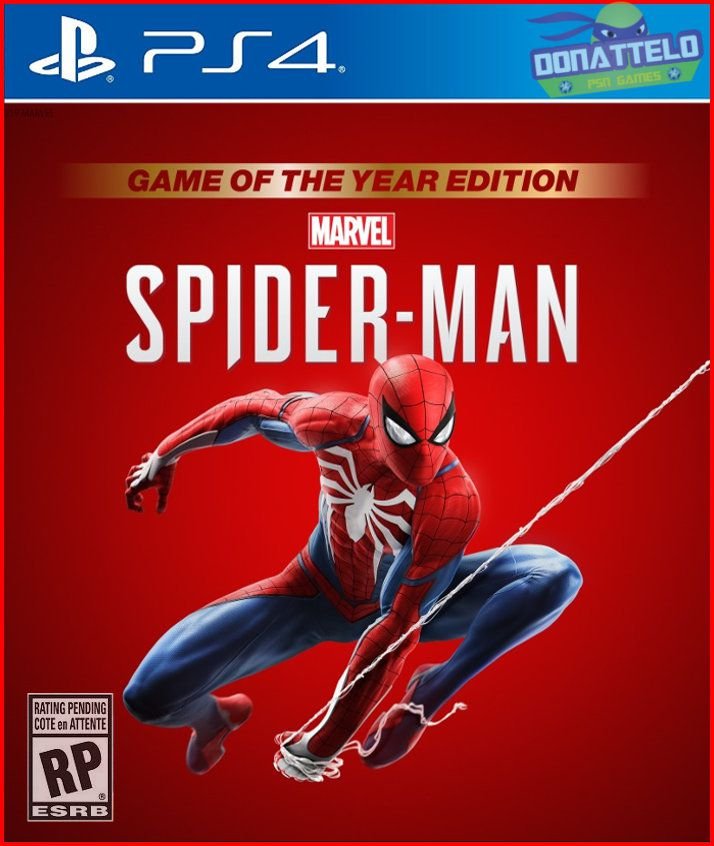 PS4
DONATTELO
PSN GAMES
GAME OF THE YEAR EDITION
MARVEL
SPIDER-MAN
RATING PENDING
COTE en ATTENTE
RP
ESRB